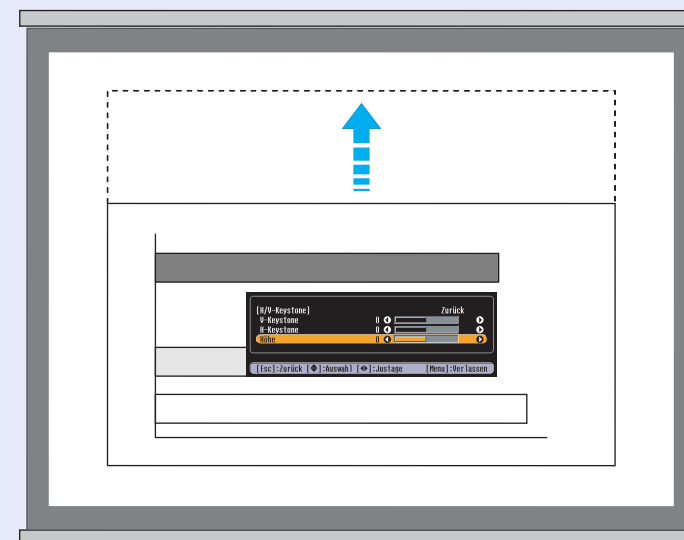 [H/V-Keystone] Zurück
V-Keystone 0
H-Keystone 0
Höhe 0
[Esc]:Zurück [◆]:Auswahl [◆]:Justage [Menu]:Verlassen